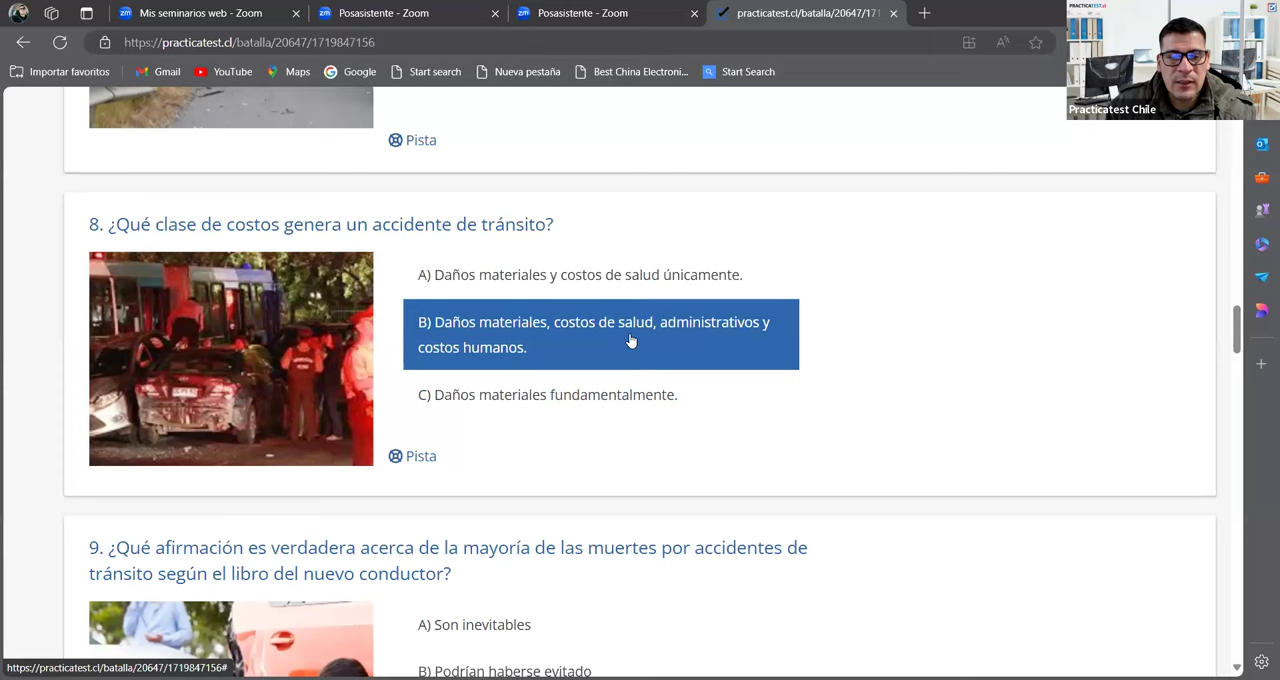 Mis seminarios web - Zoom
Posasistente - Zoom
Posasistente - Zoom
practicatest.cl/batalla/20647/171
https://practicatest.cl/batalla/20647/1719847156
Importar favoritos
Gmail
YouTube
Maps
Google
Start search
Nueva pestaña
Best China Electroni...
Start Search
PRACTICATEST.cl
Practicatest Chile
Pista
8. ¿Qué clase de costos genera un accidente de tránsito?
A) Daños materiales y costos de salud únicamente.
B) Daños materiales, costos de salud, administrativos y
costos humanos.
C) Daños materiales fundamentalmente.
Pista
9. ¿Qué afirmación es verdadera acerca de la mayoría de las muertes por accidentes de
tránsito según el libro del nuevo conductor?
A) Son inevitables
B) Podrían haberse evitado
https://practicatest.cl/batalla/20647/1719847156#